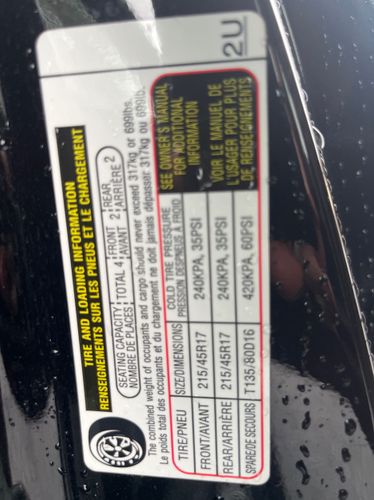 TIRE AND LOADING INFORMATION
RENSEIGNEMENTS SUR LES PNEUS ET LE CHARGEMENT
SEATING CAPACITY TOTAL 4 FRONT 2 REAR 2
NOMBRE DE PLACES AVANT ARRIÈRE
The combined weight of occupants and cargo should never exceed 317kg or 699lbs.
Le poids total des occupants et du chargement ne doit jamais dépasser 317kg ou 699lb.
TIRE/PNEU SIZE/DIMENSIONS COLD TIRE PRESSURE
PRESSION DES PNEUS À FROID
FRONT/AVANT 215/45R17 240KPA, 35PSI
REAR/ARRIÈRE 215/45R17 240KPA, 35PSI
SPARE/DE SECOURS T135/80D16 420KPA, 60PSI
SEE OWNER'S MANUAL
FOR ADDITIONAL
INFORMATION
VOIR LE MANUEL DE
L'USAGER POUR PLUS
DE RENSEIGNEMENTS
2U